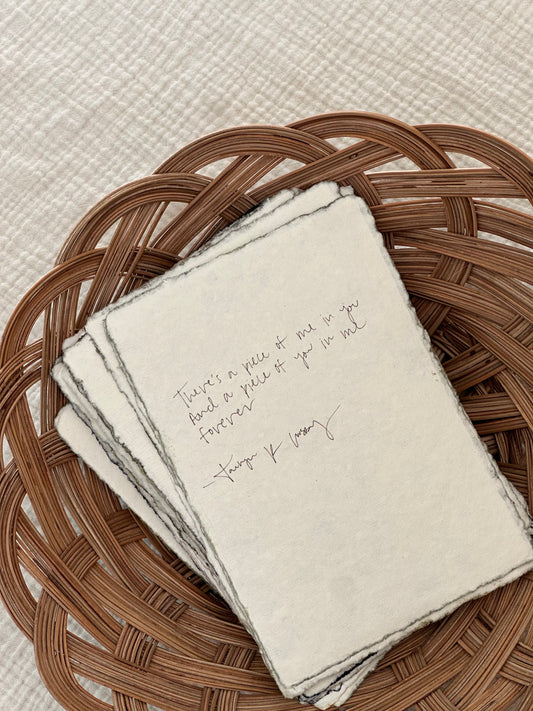 There's a piece of me in you
And a piece of you in me
forever
K